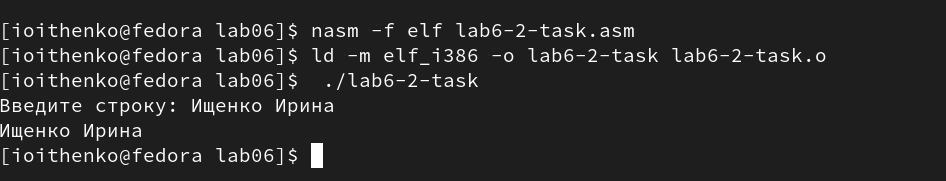 [ioithenko@fedora lab06]$ nasm -f elf lab6-2-task.asm
[ioithenko@fedora lab06]$ ld -m elf_i386 -o lab6-2-task lab6-2-task.o
[ioithenko@fedora lab06]$  ./lab6-2-task
Введите строку: Ищенко Ирина
Ищенко Ирина
[ioithenko@fedora lab06]$